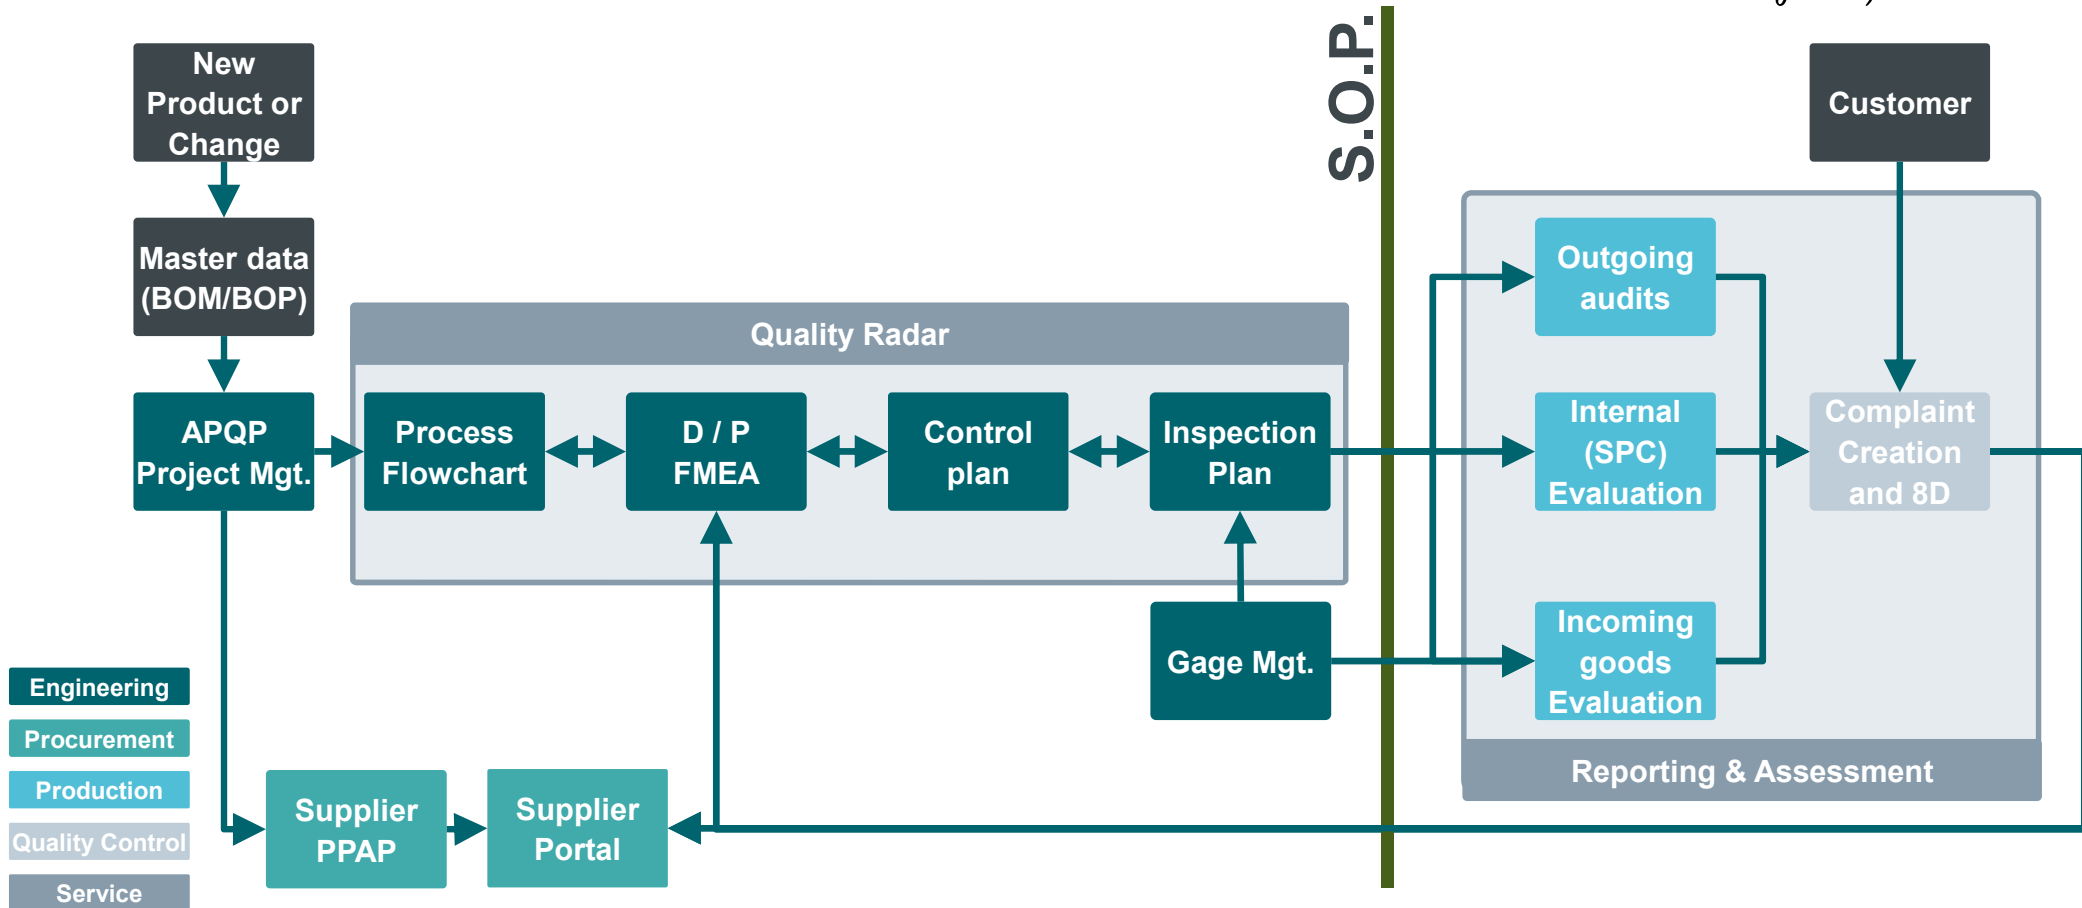 New
Product or
Change
S.O.P.
Customer
Master data
(BOM/BOP)
Outgoing
audits
Quality Radar
APQP
Project Mgt.
Process
Flowchart
D / P
FMEA
Control
plan
Inspection
Plan
Internal
(SPC)
Evaluation
Complaint
Creation
and 8D
Gage Mgt.
Incoming
goods
Evaluation
Engineering
Procurement
Production
Quality Control
Service
Supplier
PPAP
Supplier
Portal
Reporting & Assessment